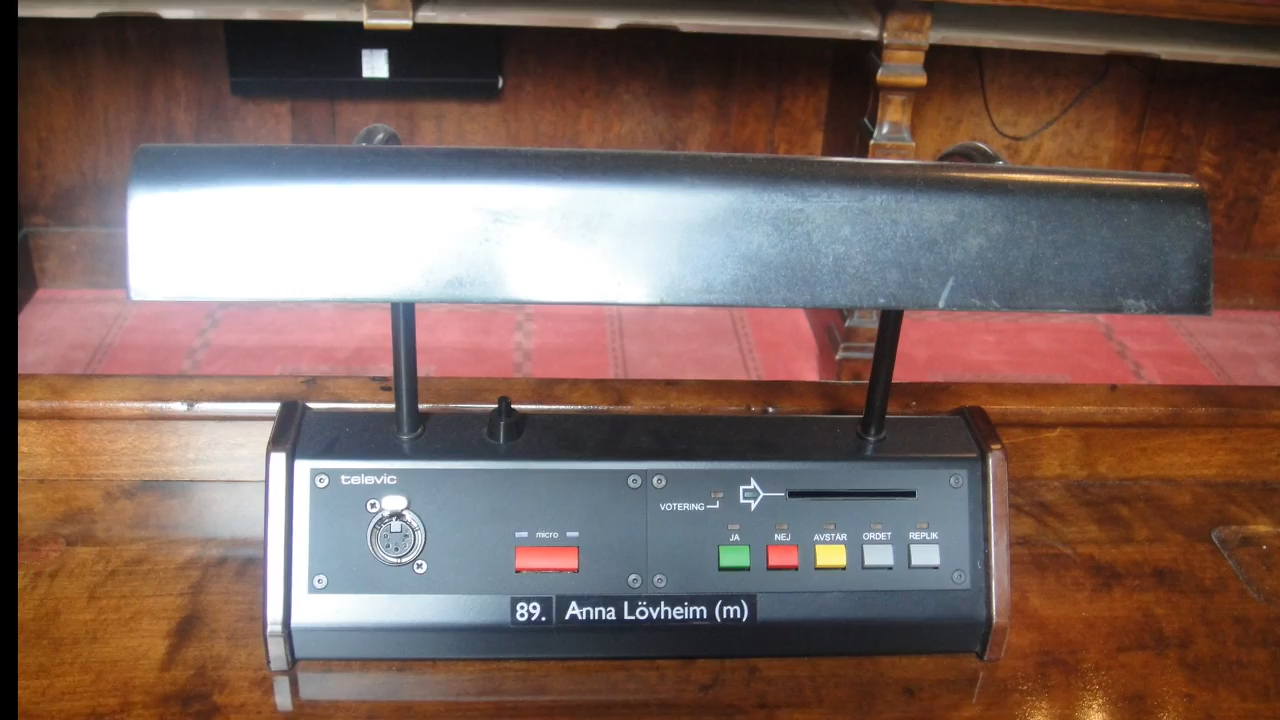 televic
micro
VOTERING
JA NEJ AVSTÅR ORDET REPLIK
89. Anna Lövheim (m)